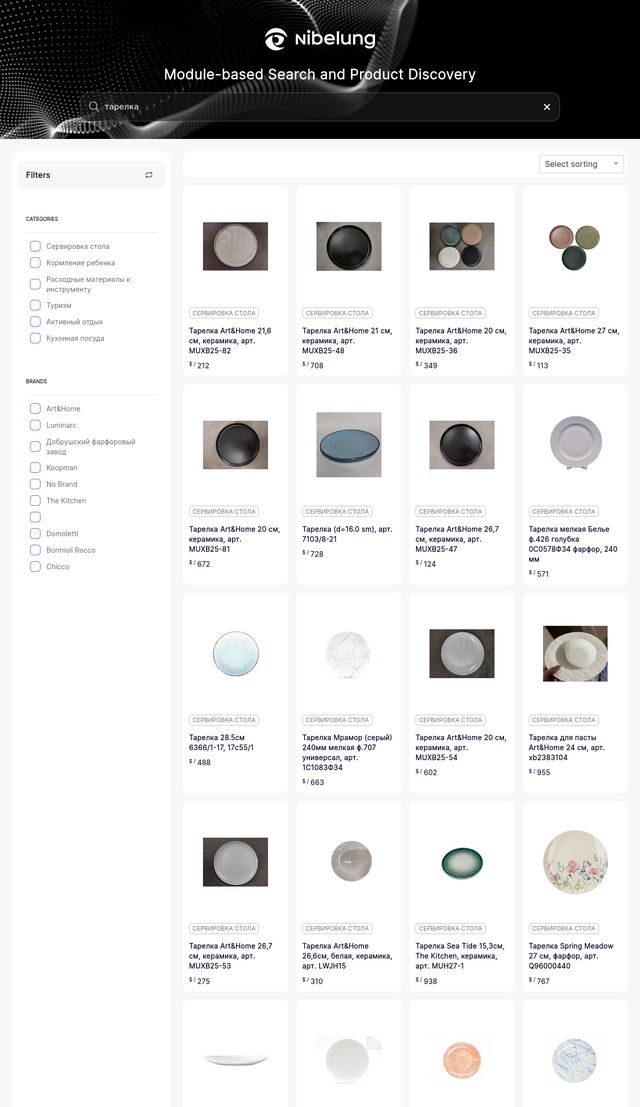 Nibelung
Module-based Search and Product Discovery
тарелка
Filters
Select sorting
CATEGORIES
Сервировка стола
Кормление ребенка
Расходные материалы к
инструменту
Туризм
Активный отдых
Кухонная посуда
BRANDS
Art&Home
Luminarc
Добрушский фарфоровый
завод
Koopman
No Brand
The Kitchen
Domoletti
Bormioli Rocco
Chicco
СЕРВИРОВКА СТОЛА
Тарелка Art&Home 21,6
см, керамика, арт.
MUXB25-82
$ / 212
СЕРВИРОВКА СТОЛА
Тарелка Art&Home 21 см,
керамика, арт.
MUXB25-48
$ / 708
СЕРВИРОВКА СТОЛА
Тарелка Art&Home 20 см,
керамика, арт.
MUXB25-36
$ / 349
СЕРВИРОВКА СТОЛА
Тарелка Art&Home 27 см,
керамика, арт.
MUXB25-35
$ / 113
СЕРВИРОВКА СТОЛА
Тарелка Art&Home 20 см,
керамика, арт.
MUXB25-81
$ / 672
СЕРВИРОВКА СТОЛА
Тарелка (d=16.0 sm), арт.
7103/8-21
$ / 728
СЕРВИРОВКА СТОЛА
Тарелка Art&Home 26,7
см, керамика, арт.
MUXB25-47
$ / 124
СЕРВИРОВКА СТОЛА
Тарелка мелкая Белье
ф.426 голубка
0С0578Ф34 фарфор, 240
мм
$ / 571
СЕРВИРОВКА СТОЛА
Тарелка 28.5см
6366/1-17, 17с55/1
$ / 488
СЕРВИРОВКА СТОЛА
Тарелка Мрамор (серый)
240мм мелкая ф.707
универсал, арт.
1С1083Ф34
$ / 663
СЕРВИРОВКА СТОЛА
Тарелка Art&Home 20 см,
керамика, арт.
MUXB25-54
$ / 602
СЕРВИРОВКА СТОЛА
Тарелка для пасты
Art&Home 24 см, арт.
xb2383104
$ / 955
СЕРВИРОВКА СТОЛА
Тарелка Art&Home 26,7
см, керамика, арт.
MUXB25-53
$ / 275
СЕРВИРОВКА СТОЛА
Тарелка Art&Home
26,6см, белая, керамика,
арт. LWJH15
$ / 310
СЕРВИРОВКА СТОЛА
Тарелка Sea Tide 15,3см,
The Kitchen, керамика,
арт. MUH27-1
$ / 938
СЕРВИРОВКА СТОЛА
Тарелка Spring Meadow
27 см, фарфор, арт.
Q96000440
$ / 767